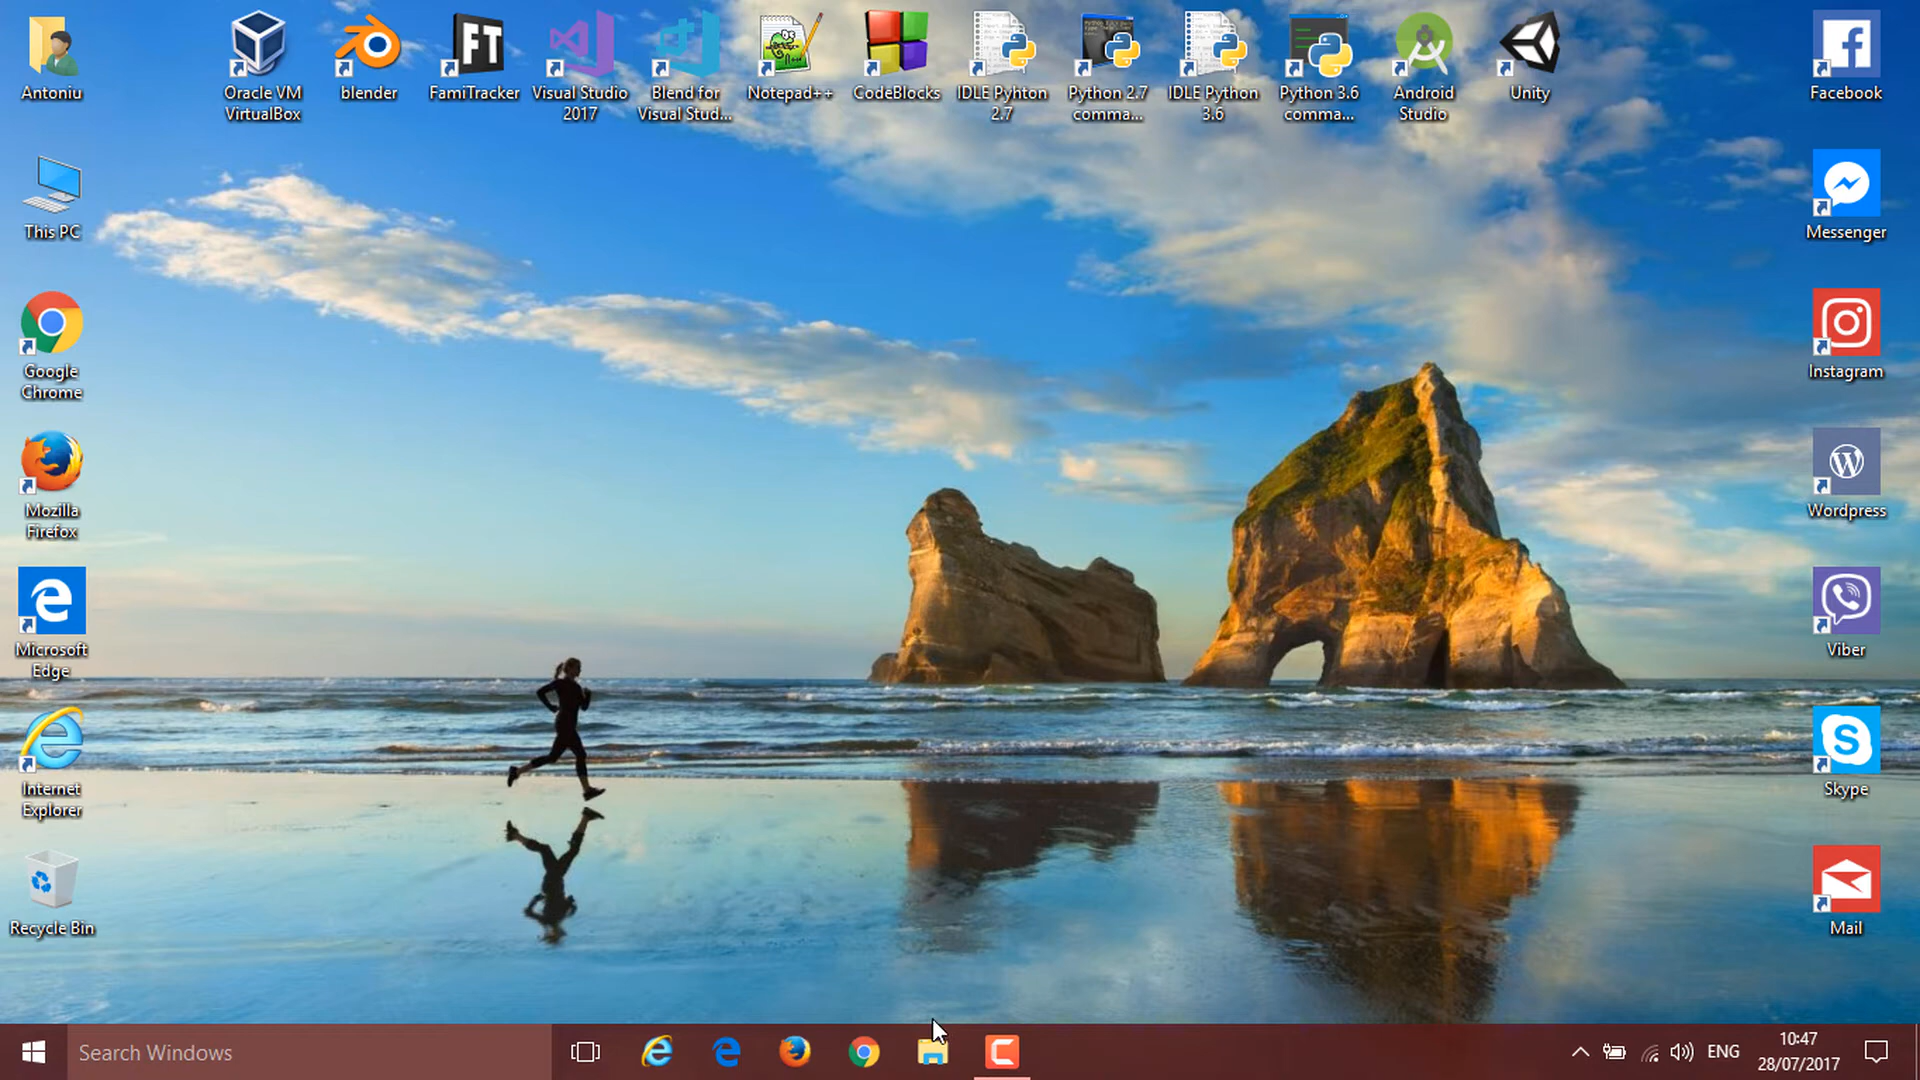 Antoniu
Oracle VM
VirtualBox
blender
FT
FamiTracker
Visual Studio
2017
Blend for
Visual Stud...
Notepad++
CodeBlocks
IDLE Pyhton
2.7
Python 2.7
comma...
IDLE Python
3.6
Python 3.6
comma...
Android
Studio
Unity
Facebook
This PC
Messenger
Google
Chrome
Instagram
Mozilla
Firefox
Wordpress
Microsoft
Edge
Viber
Internet
Explorer
Skype
Recycle Bin
Mail
Search Windows
ENG
10:47
28/07/2017